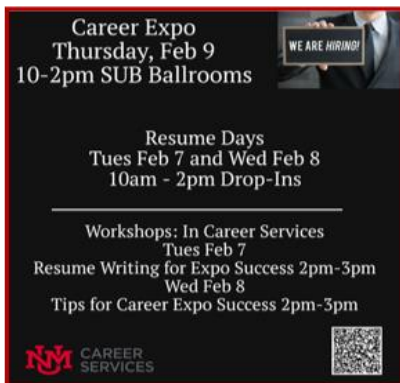 Career Expo
Thursday, Feb 9
10-2pm SUB Ballrooms
WE ARE HIRING!
Resume Days
Tues Feb 7 and Wed Feb 8
10am - 2pm Drop-Ins
Workshops: In Career Services
Tues Feb 7
Resume Writing for Expo Success 2pm-3pm
Wed Feb 8
Tips for Career Expo Success 2pm-3pm
NM CAREER
SERVICES